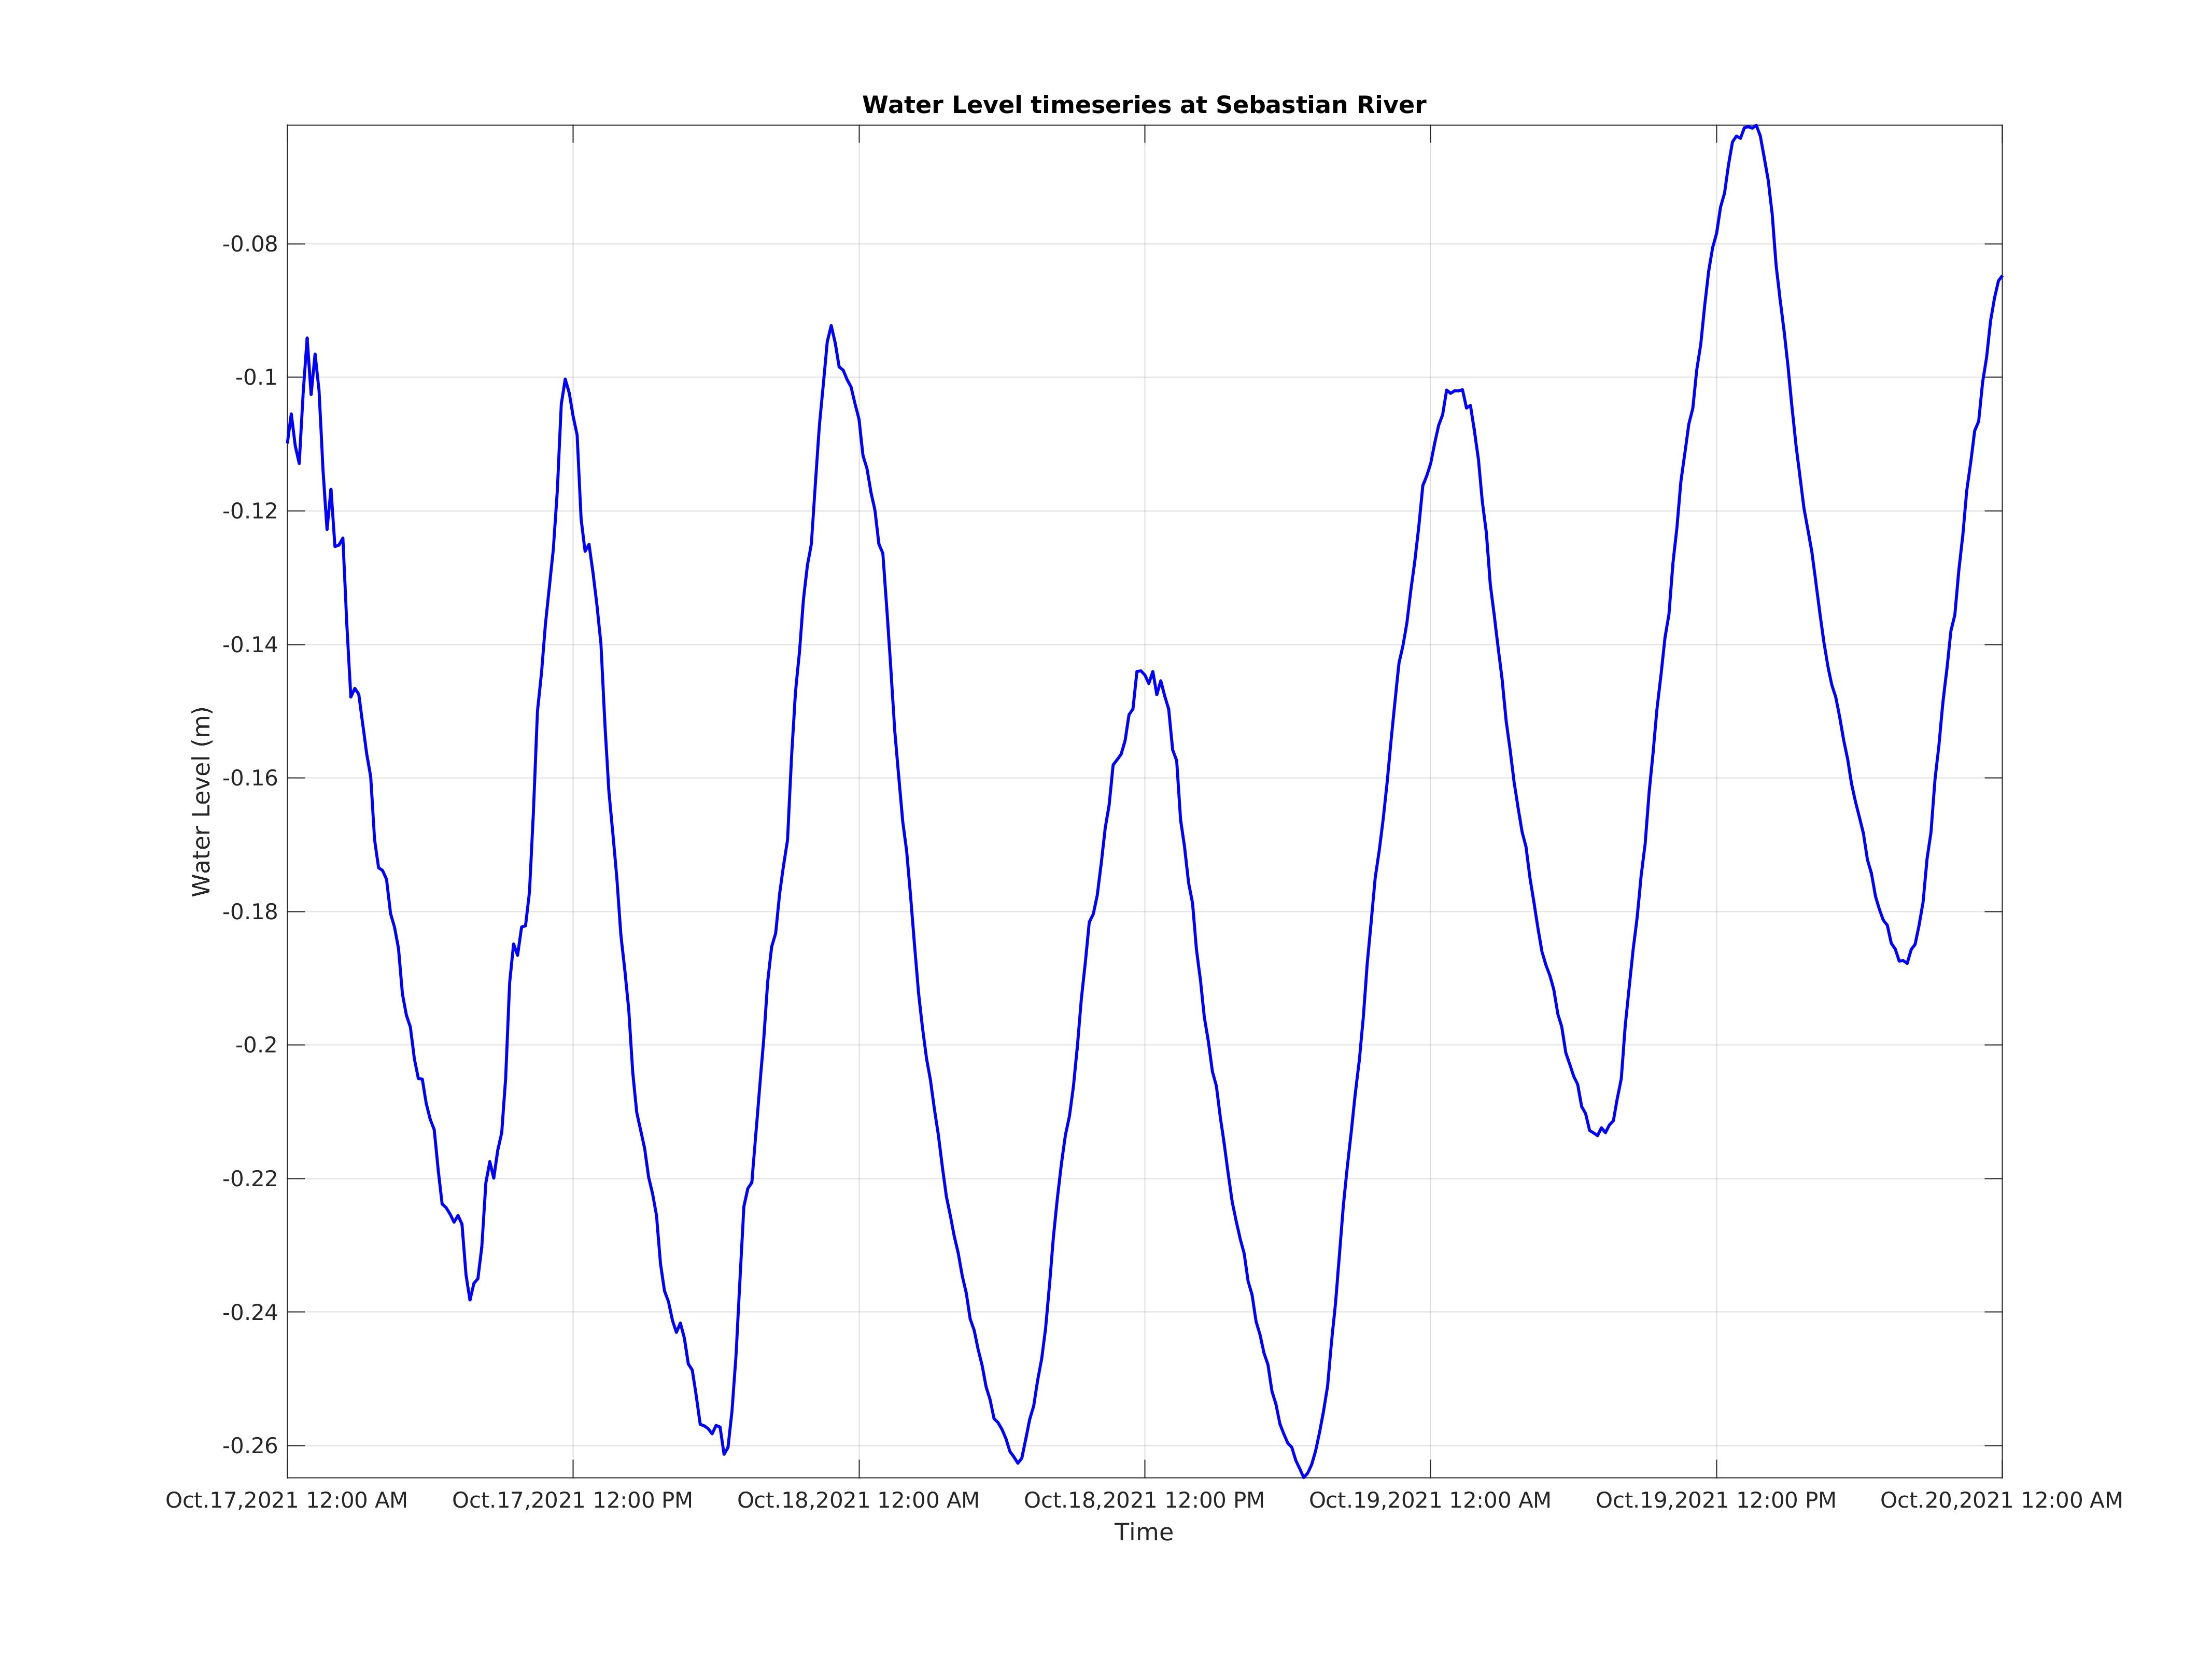 Water Level timeseries at Sebastian River
-0.08
-0.1
-0.12
-0.14
-0.16
-0.18
-0.2
-0.22
-0.24
-0.26
Water Level (m)
Oct.17,2021 12:00 AM
Oct.17,2021 12:00 PM
Oct.18,2021 12:00 AM
Oct.18,2021 12:00 PM
Oct.19,2021 12:00 AM
Oct.19,2021 12:00 PM
Oct.20,2021 12:00 AM
Time